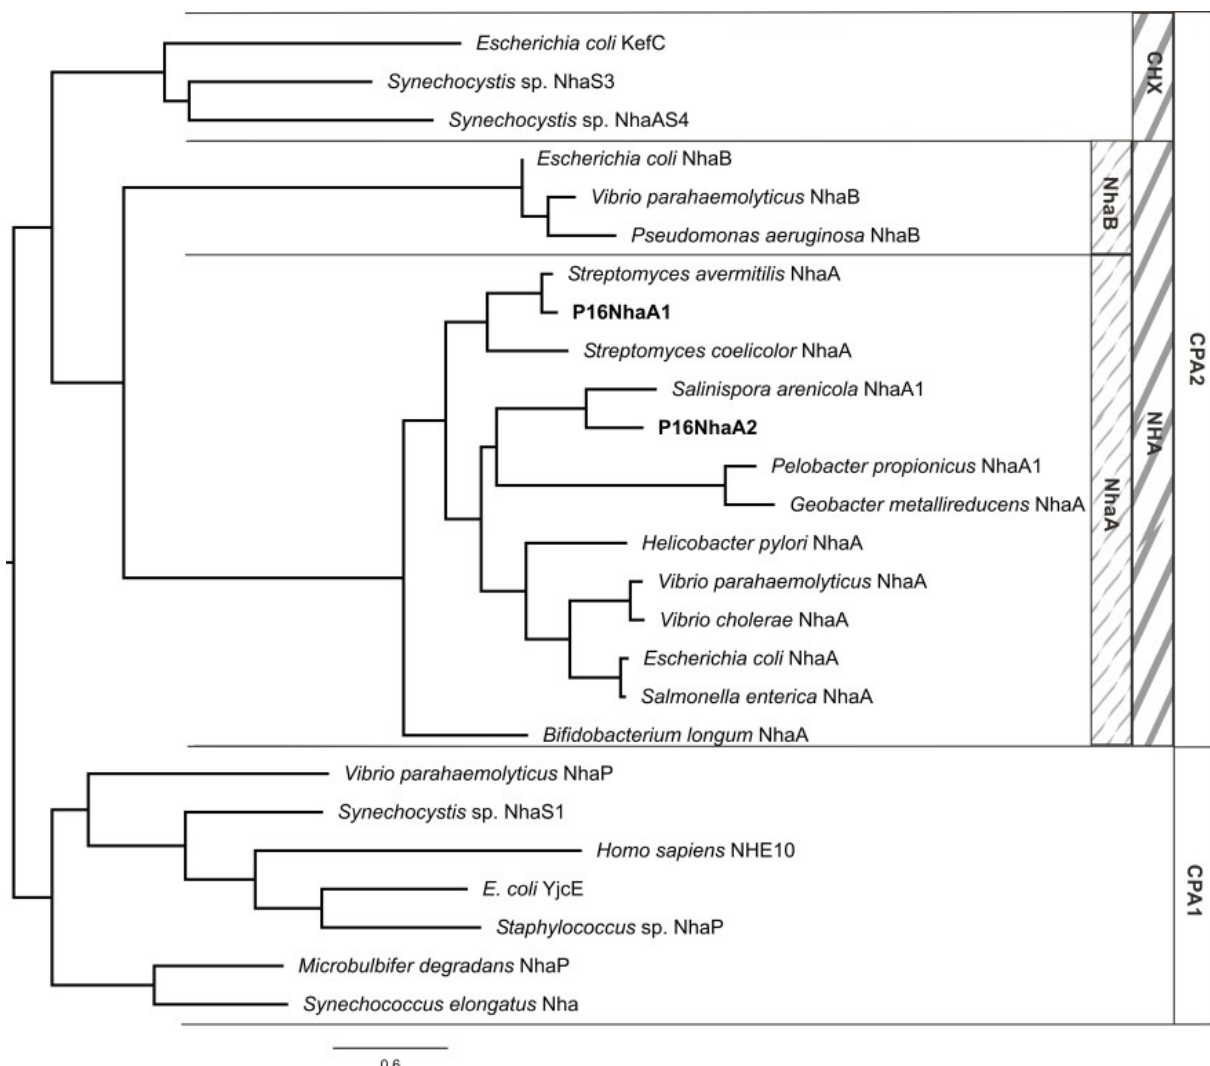 Escherichia coli KefC
Synechocystis sp. NhaS3
Synechocystis sp. NhaAS4
Escherichia coli NhaB
Vibrio parahaemolyticus NhaB
Pseudomonas aeruginosa NhaB
Streptomyces avermitilis NhaA
P16NhaA1
Streptomyces coelicolor NhaA
Salinispora arenicola NhaA1
P16NhaA2
Pelobacter propionicus NhaA1
Geobacter metallireducens NhaA
Helicobacter pylori NhaA
Vibrio parahaemolyticus NhaA
Vibrio cholerae NhaA
Escherichia coli NhaA
Salmonella enterica NhaA
Bifidobacterium longum NhaA
Vibrio parahaemolyticus NhaP
Synechocystis sp. NhaS1
Homo sapiens NHE10
E. coli YjcE
Staphylococcus sp. NhaP
Microbulbifer degradans NhaP
Synechococcus elongatus Nha
CHX
NhaB
NhaA
NHA
CPA2
CPA1
0.6